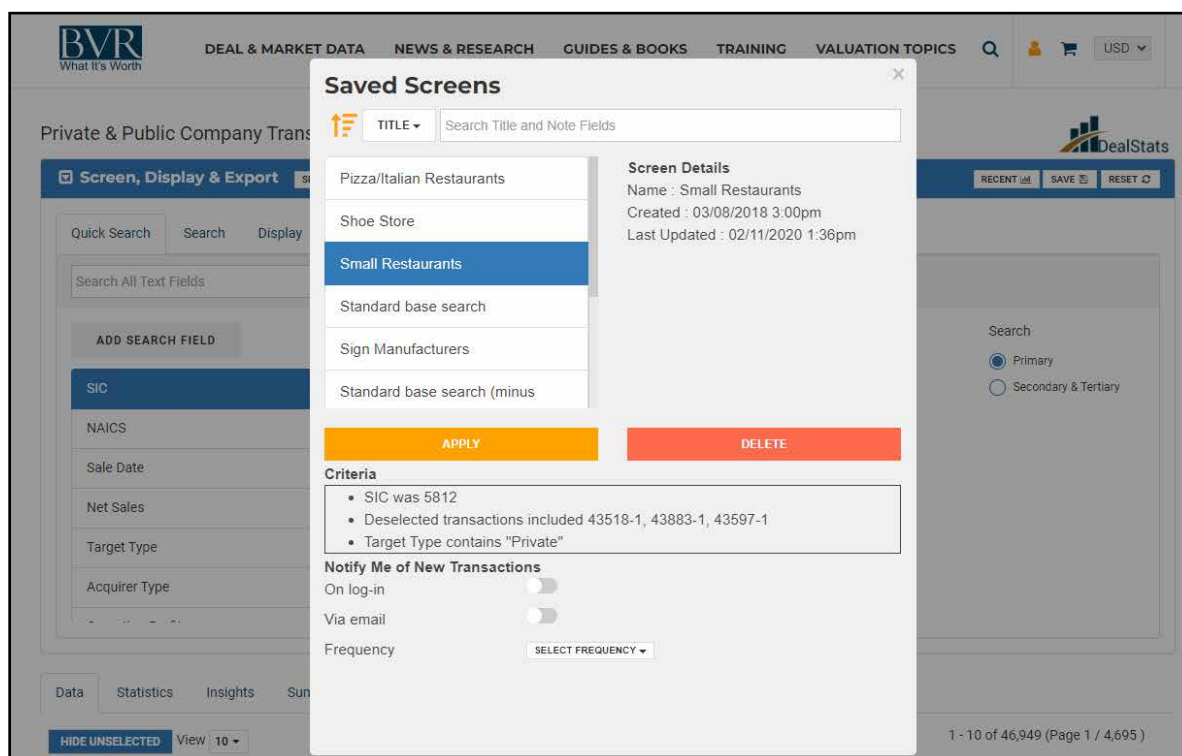 BVR
What It's Worth
DEAL & MARKET DATA NEWS & RESEARCH GUIDES & BOOKS TRAINING VALUATION TOPICS USD
Saved Screens
×
TITLE Search Title and Note Fields
Private & Public Company Trans
DealStats
Screen, Display & Export
RECENT SAVE RESET
Quick Search Search Display
Search All Text Fields
ADD SEARCH FIELD
SIC
NAICS
Sale Date
Net Sales
Target Type
Acquirer Type
Pizza/Italian Restaurants
Shoe Store
Small Restaurants
Standard base search
Sign Manufacturers
Standard base search (minus
Screen Details
Name : Small Restaurants
Created : 03/08/2018 3:00pm
Last Updated : 02/11/2020 1:36pm
Search
Primary
Secondary & Tertiary
APPLY DELETE
Criteria
• SIC was 5812
• Deselected transactions included 43518-1, 43883-1, 43597-1
• Target Type contains "Private"
Notify Me of New Transactions
On log-in
Via email
Frequency SELECT FREQUENCY
Data Statistics Insights Sum
HIDE UNSELECTED View 10
1 - 10 of 46,949 (Page 1 / 4,695 )